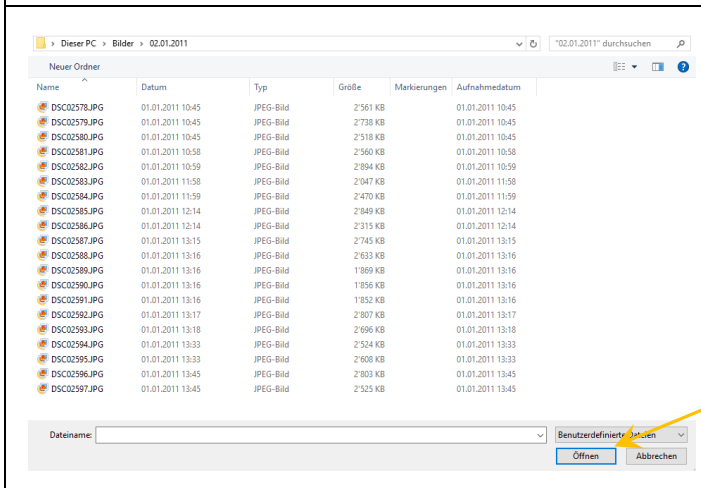 Dieser PC > Bilder > 02.01.2011 "02.01.2011" durchsuchen
Neuer Ordner
Name Datum Typ Größe Markierungen Aufnahmedatum
DSC02578.JPG 01.01.2011 10:45 JPEG-Bild 2'561 KB 01.01.2011 10:45
DSC02579.JPG 01.01.2011 10:45 JPEG-Bild 2'738 KB 01.01.2011 10:45
DSC02580.JPG 01.01.2011 10:45 JPEG-Bild 2'518 KB 01.01.2011 10:45
DSC02581.JPG 01.01.2011 10:58 JPEG-Bild 2'560 KB 01.01.2011 10:58
DSC02582.JPG 01.01.2011 10:59 JPEG-Bild 2'894 KB 01.01.2011 10:59
DSC02583.JPG 01.01.2011 11:58 JPEG-Bild 2'047 KB 01.01.2011 11:58
DSC02584.JPG 01.01.2011 11:59 JPEG-Bild 2'470 KB 01.01.2011 11:59
DSC02585.JPG 01.01.2011 12:14 JPEG-Bild 2'849 KB 01.01.2011 12:14
DSC02586.JPG 01.01.2011 12:14 JPEG-Bild 2'315 KB 01.01.2011 12:14
DSC02587.JPG 01.01.2011 13:15 JPEG-Bild 2'745 KB 01.01.2011 13:15
DSC02588.JPG 01.01.2011 13:16 JPEG-Bild 2'633 KB 01.01.2011 13:16
DSC02589.JPG 01.01.2011 13:16 JPEG-Bild 1'869 KB 01.01.2011 13:16
DSC02590.JPG 01.01.2011 13:16 JPEG-Bild 1'856 KB 01.01.2011 13:16
DSC02591.JPG 01.01.2011 13:16 JPEG-Bild 1'852 KB 01.01.2011 13:16
DSC02592.JPG 01.01.2011 13:17 JPEG-Bild 2'807 KB 01.01.2011 13:17
DSC02593.JPG 01.01.2011 13:18 JPEG-Bild 2'696 KB 01.01.2011 13:18
DSC02594.JPG 01.01.2011 13:33 JPEG-Bild 2'524 KB 01.01.2011 13:33
DSC02595.JPG 01.01.2011 13:33 JPEG-Bild 2'608 KB 01.01.2011 13:33
DSC02596.JPG 01.01.2011 13:45 JPEG-Bild 2'803 KB 01.01.2011 13:45
DSC02597.JPG 01.01.2011 13:45 JPEG-Bild 2'525 KB 01.01.2011 13:45
Dateiname: Benutzerdefinierte Dateien
Öffnen Abbrechen